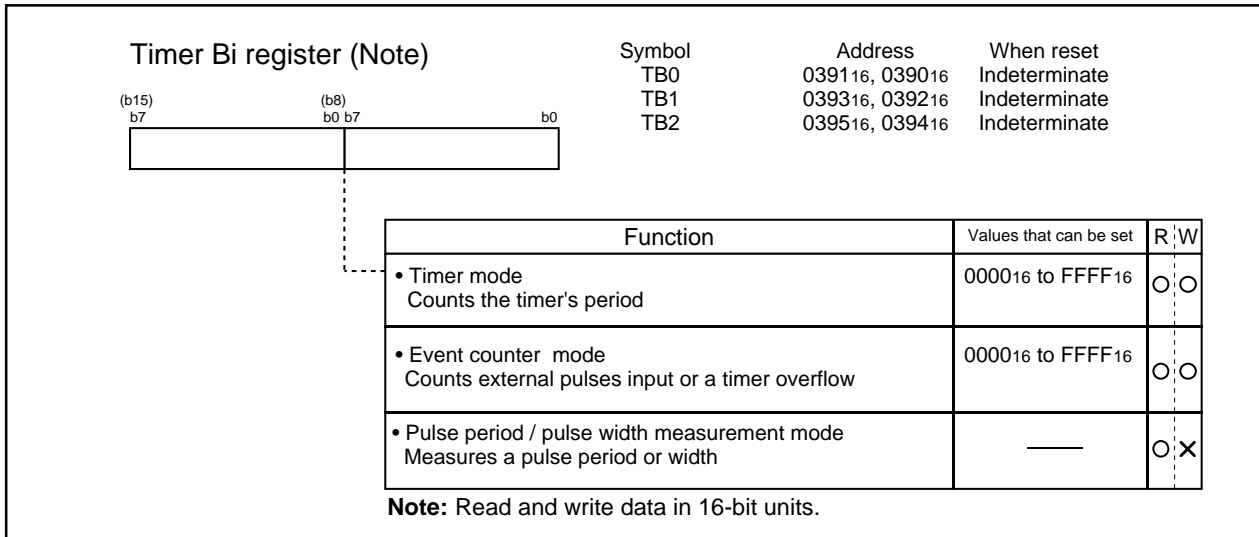 Timer Bi register (Note)
Symbol Address When reset
TB0 039116, 039016 Indeterminate
TB1 039316, 039216 Indeterminate
TB2 039516, 039416 Indeterminate
(b15) (b8)
b7 b0 b7 b0
Function Values that can be set R W
• Timer mode 000016 to FFFF16
Counts the timer's period
• Event counter mode 000016 to FFFF16
Counts external pulses input or a timer overflow
• Pulse period / pulse width measurement mode
Measures a pulse period or width
Note: Read and write data in 16-bit units.